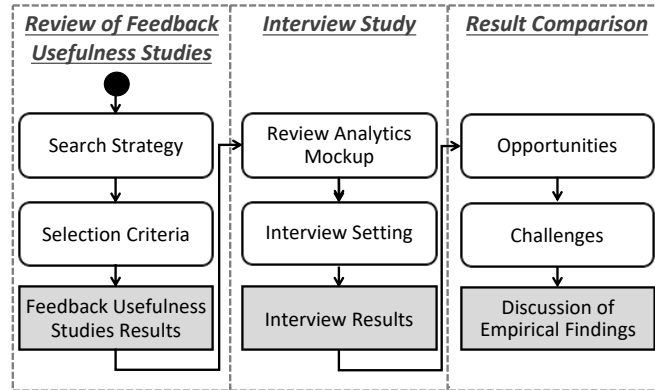 Review of Feedback
Usefulness Studies
Search Strategy
Selection Criteria
Feedback Usefulness
Studies Results
Interview Study
Review Analytics
Mockup
Interview Setting
Interview Results
Result Comparison
Opportunities
Challenges
Discussion of
Empirical Findings